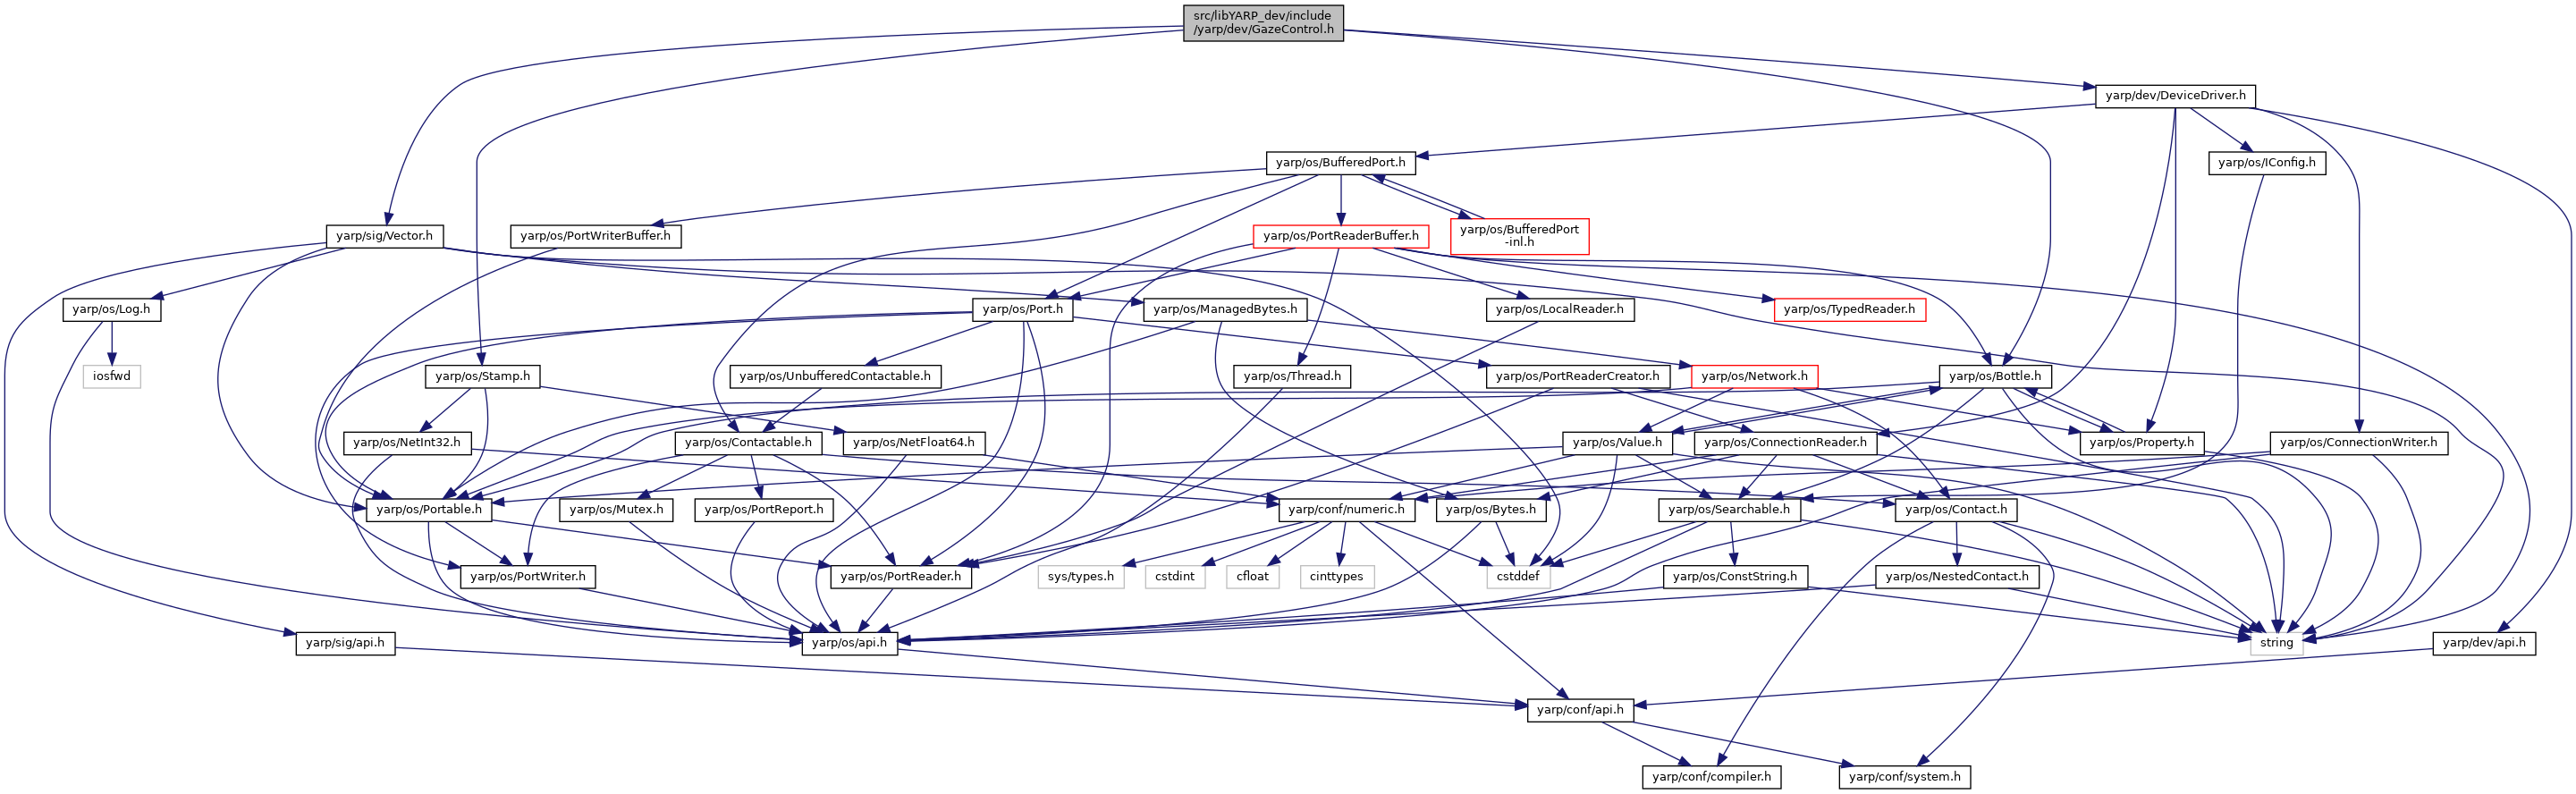 src/libYARP_dev/include
/yarp/dev/GazeControl.h
yarp/dev/DeviceDriver.h
yarp/os/BufferedPort.h
yarp/os/IConfig.h
yarp/sig/Vector.h
yarp/os/PortWriterBuffer.h
yarp/os/PortReaderBuffer.h
yarp/os/BufferedPort
-inl.h
yarp/os/Log.h
yarp/os/Port.h
yarp/os/ManagedBytes.h
yarp/os/LocalReader.h
yarp/os/TypedReader.h
iosfwd
yarp/os/Stamp.h
yarp/os/UnbufferedContactable.h
yarp/os/Thread.h
yarp/os/PortReaderCreator.h
yarp/os/Network.h
yarp/os/Bottle.h
yarp/os/NetInt32.h
yarp/os/Contactable.h
yarp/os/NetFloat64.h
yarp/os/Value.h
yarp/os/ConnectionReader.h
yarp/os/Property.h
yarp/os/ConnectionWriter.h
yarp/os/Portable.h
yarp/os/Mutex.h
yarp/os/PortReport.h
yarp/conf/numeric.h
yarp/os/Bytes.h
yarp/os/Searchable.h
yarp/os/Contact.h
yarp/os/PortWriter.h
yarp/os/PortReader.h
sys/types.h
cstdint
cfloat
cinttypes
cstddef
yarp/os/ConstString.h
yarp/os/NestedContact.h
yarp/sig/api.h
yarp/os/api.h
string
yarp/dev/api.h
yarp/conf/api.h
yarp/conf/compiler.h
yarp/conf/system.h